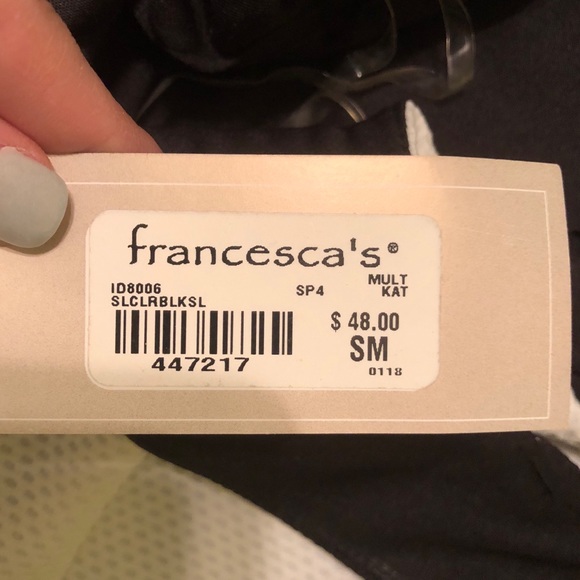 francesca's®
ID8006 SP4 MULT
SLCLRBLKSL KAT
$ 48.00
SM
447217
0118